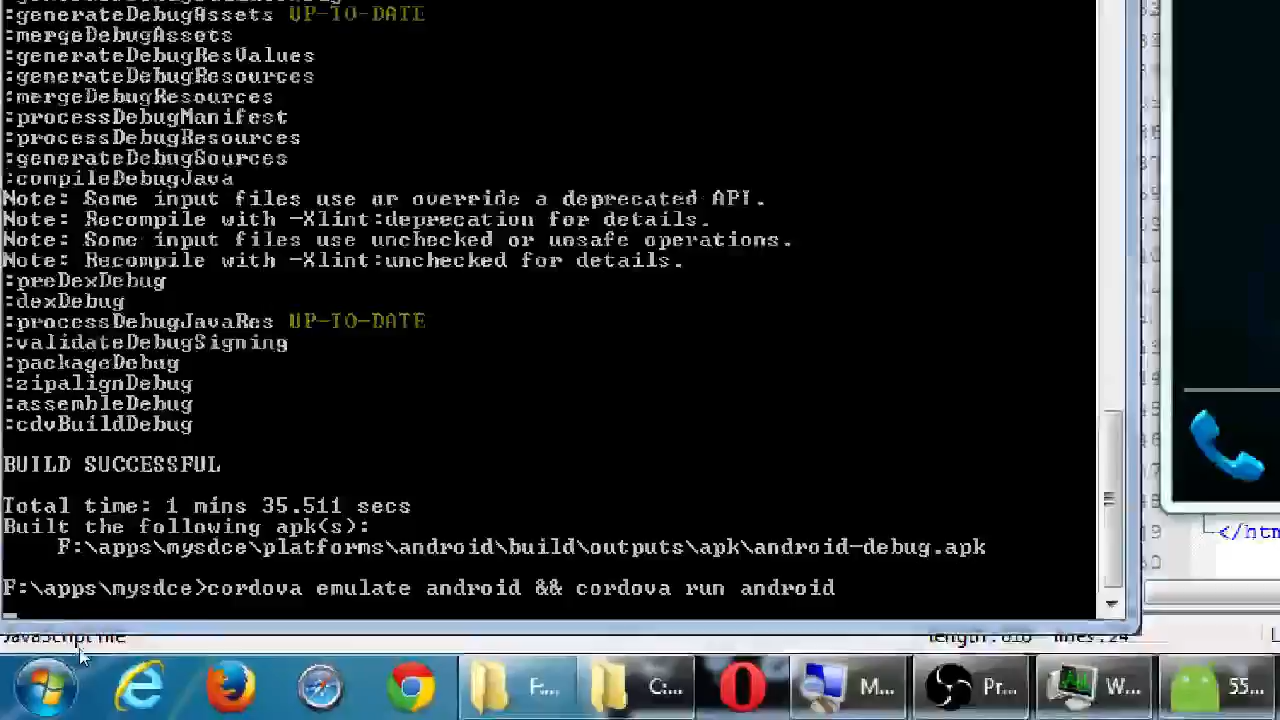 :generateDebugAssets UP-TO-DATE
:mergeDebugAssets
:generateDebugResValues
:generateDebugResources
:mergeDebugResources
:processDebugManifest
:processDebugResources
:generateDebugSources
:compileDebugJava
Note: Some input files use or override a deprecated API.
Note: Recompile with -Xlint:deprecation for details.
Note: Some input files use unchecked or unsafe operations.
Note: Recompile with -Xlint:unchecked for details.
:preDexDebug
:dexDebug
:processDebugJavaRes UP-TO-DATE
:validateDebugSigning
:packageDebug
:zipalignDebug
:assembleDebug
:cdvBuildDebug
BUILD SUCCESSFUL
Total time: 1 mins 35.511 secs
Built the following apk(s):
F:\apps\mysdce\platforms\android\build\outputs\apk\android-debug.apk
</htm
F:\apps\mysdce>cordova emulate android && cordova run android
F... C:... M... Pr... W... 55...